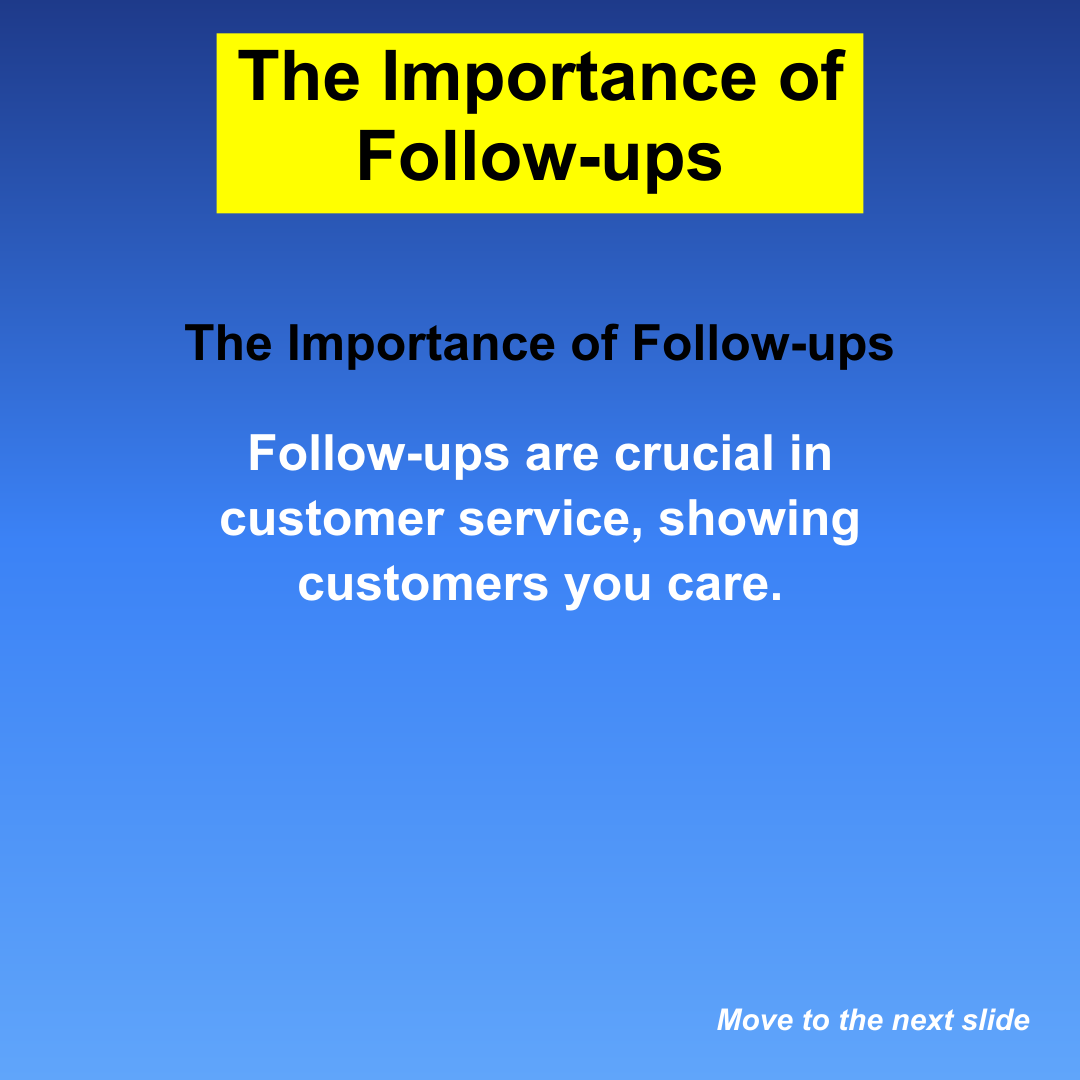 The Importance of
Follow-ups
The Importance of Follow-ups
Follow-ups are crucial in
customer service, showing
customers you care.
Move to the next slide